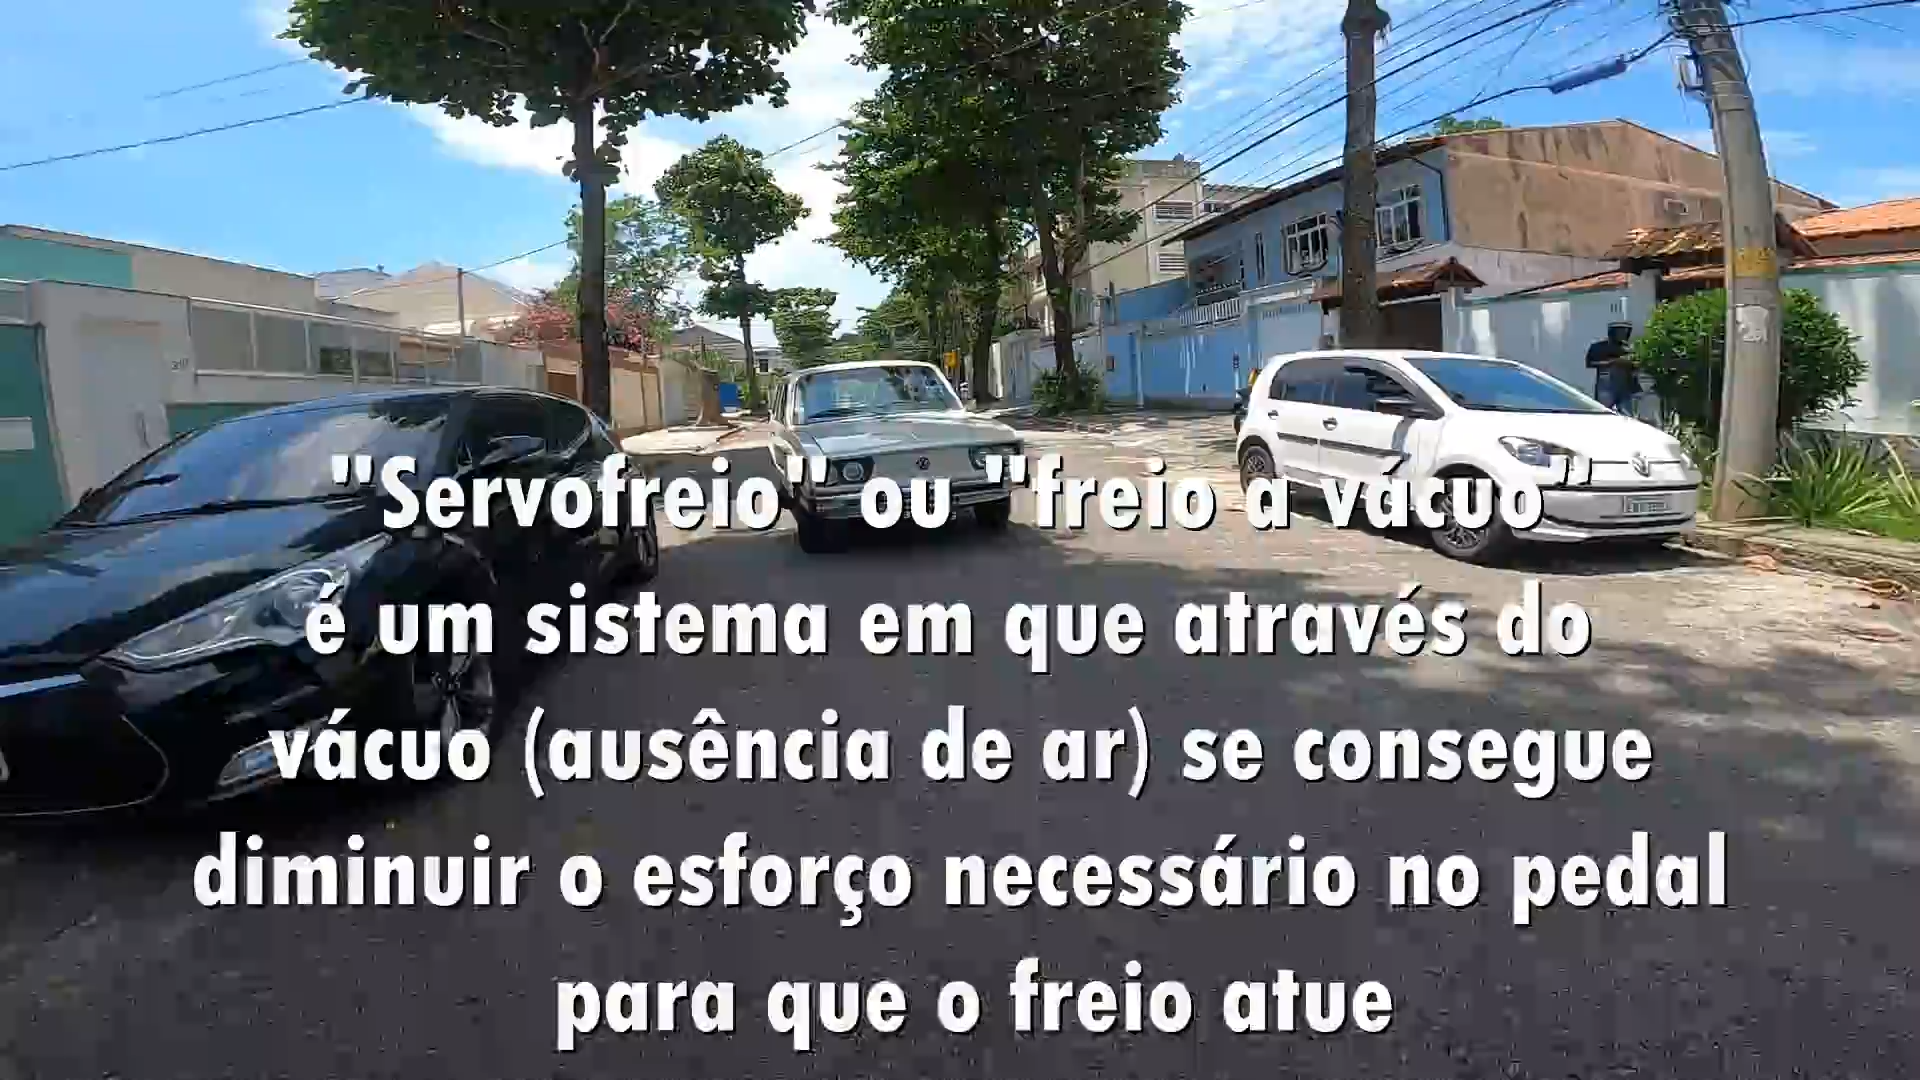 "Servofreio" ou "freio a vácuo"
é um sistema em que através do
vácuo (ausência de ar) se consegue
diminuir o esforço necessário no pedal
para que o freio atue